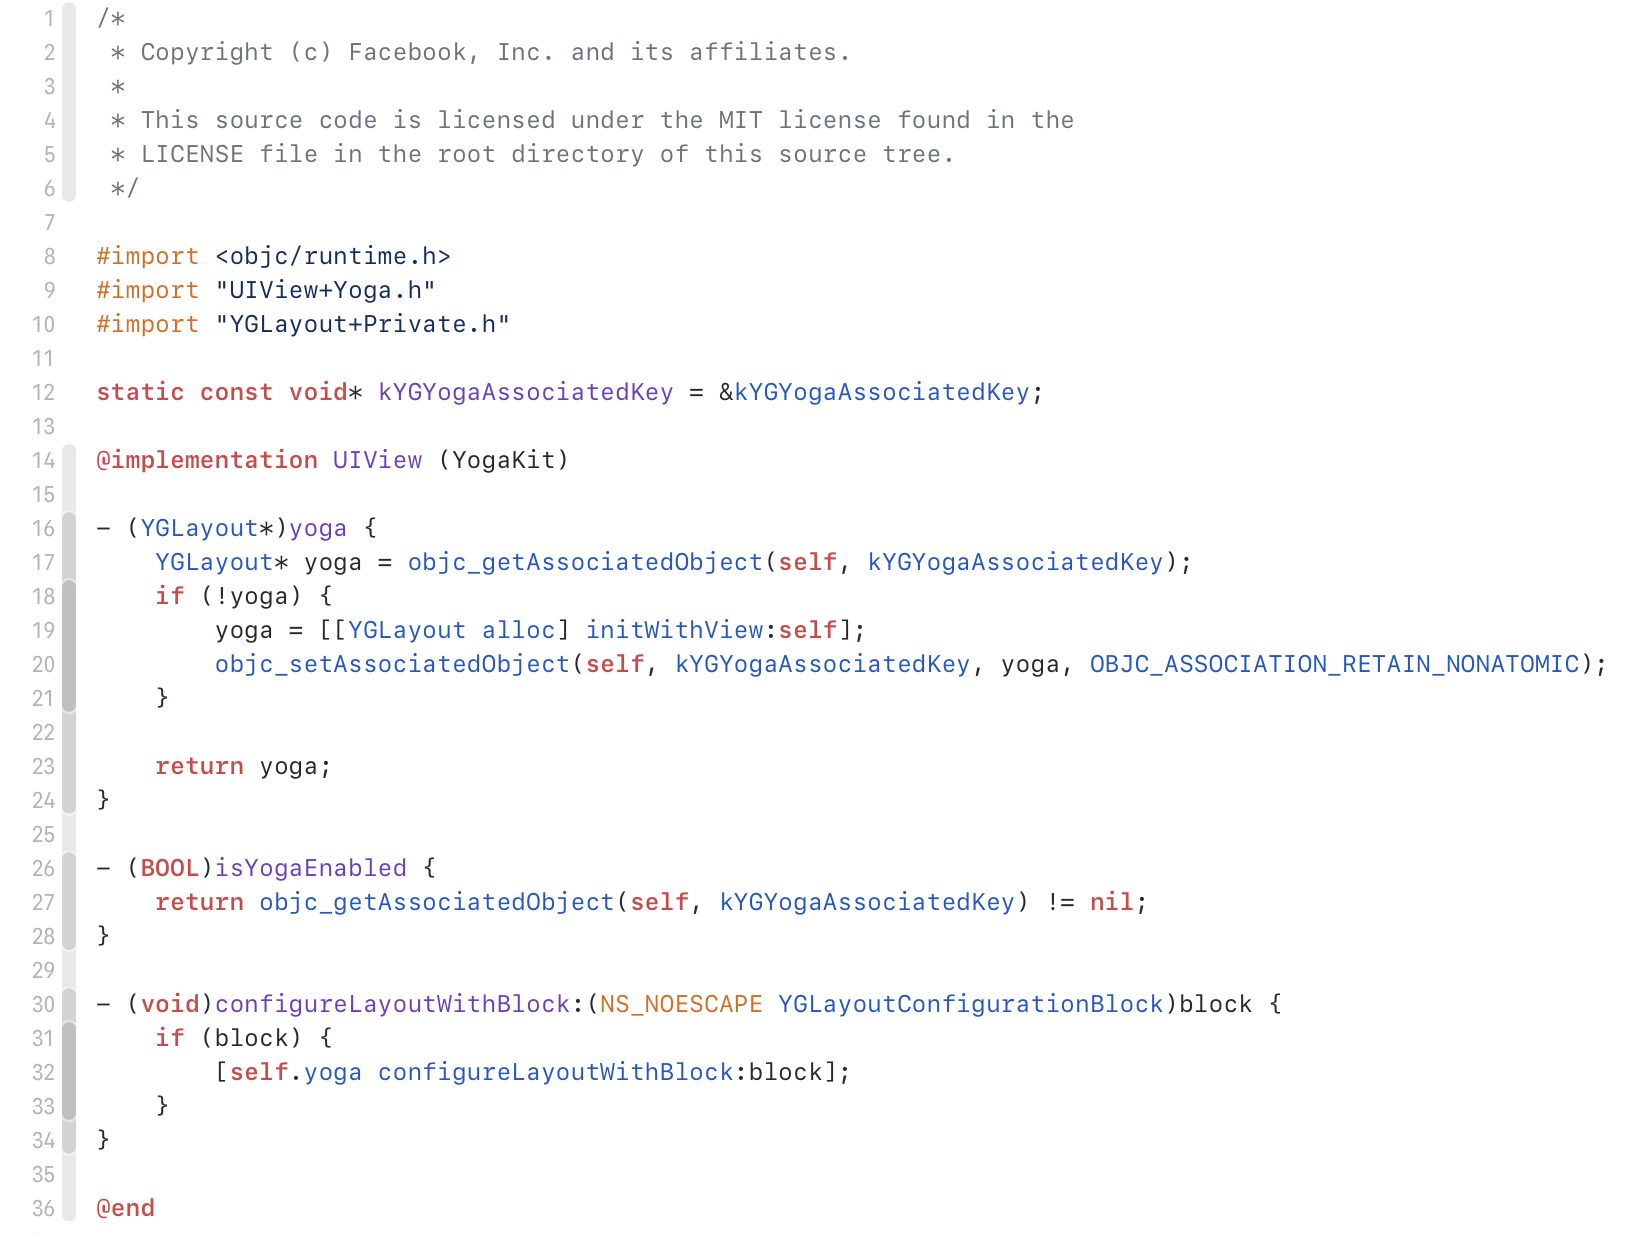 1 /*
2 * Copyright (c) Facebook, Inc. and its affiliates.
3 *
4 * This source code is licensed under the MIT license found in the
5 * LICENSE file in the root directory of this source tree.
6 */
7
8 #import <objc/runtime.h>
9 #import "UIView+Yoga.h"
10 #import "YGLayout+Private.h"
11
12 static const void* kYGYogaAssociatedKey = &kYGYogaAssociatedKey;
13
14 @implementation UIView (YogaKit)
15
16 - (YGLayout*)yoga {
17     YGLayout* yoga = objc_getAssociatedObject(self, kYGYogaAssociatedKey);
18     if (!yoga) {
19         yoga = [[YGLayout alloc] initWithView:self];
20         objc_setAssociatedObject(self, kYGYogaAssociatedKey, yoga, OBJC_ASSOCIATION_RETAIN_NONATOMIC);
21     }
22
23     return yoga;
24 }
25
26 - (BOOL)isYogaEnabled {
27     return objc_getAssociatedObject(self, kYGYogaAssociatedKey) != nil;
28 }
29
30 - (void)configureLayoutWithBlock:(NS_NOESCAPE YGLayoutConfigurationBlock)block {
31     if (block) {
32         [self.yoga configureLayoutWithBlock:block];
33     }
34 }
35
36 @end